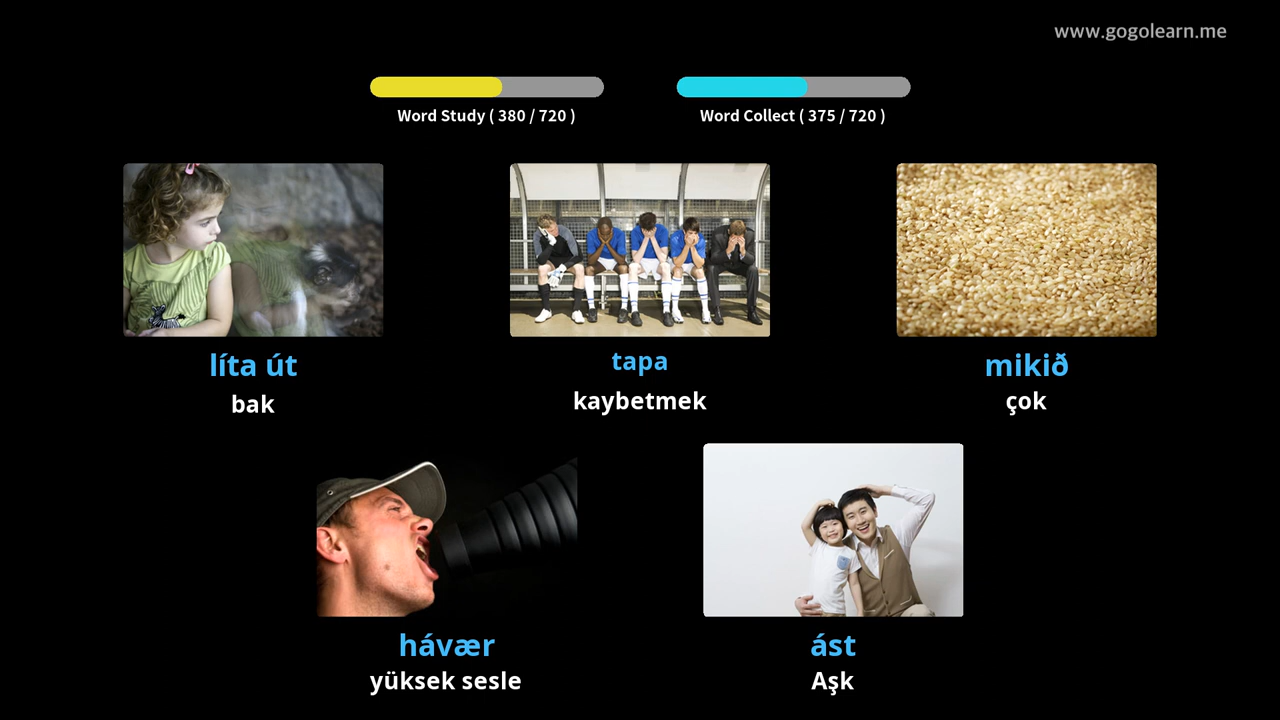 www.gogolearn.me
Word Study ( 380 / 720 )
Word Collect ( 375 / 720 )
líta út
bak
tapa
kaybetmek
mikið
çok
hávær
yüksek sesle
ást
Aşk